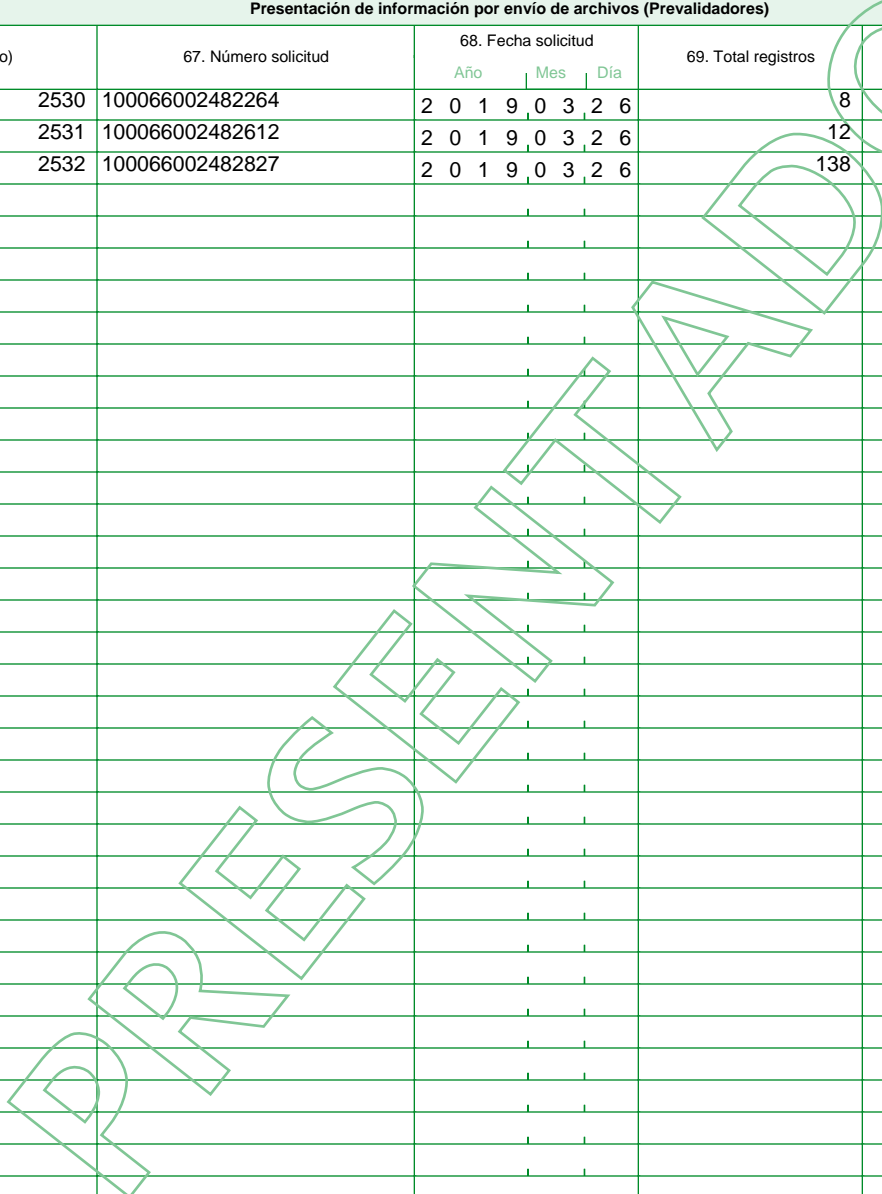 Presentación de información por envío de archivos (Prevalidadores)
o) 67. Número solicitud 68. Fecha solicitud 69. Total registros
Año Mes Día
2530 100066002482264 2 0 1 9 0 3 2 6 8
2531 100066002482612 2 0 1 9 0 3 2 6 12
2532 100066002482827 2 0 1 9 0 3 2 6 138
PRESENTADO